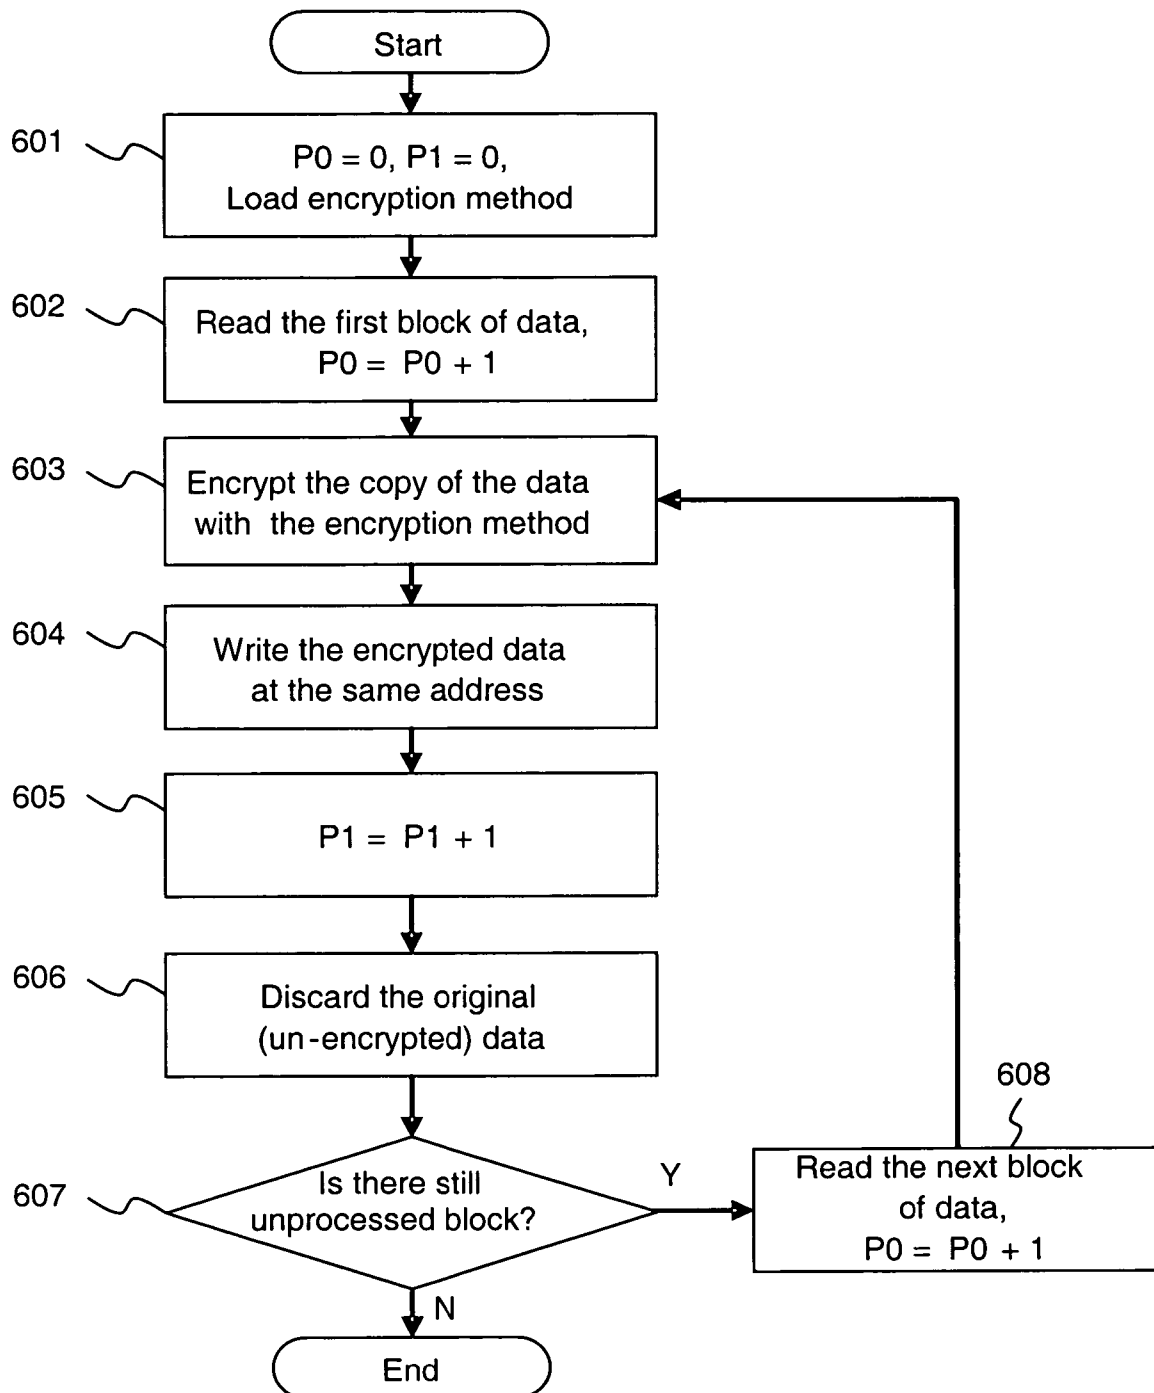 Start
601
P0 = 0, P1 = 0,
Load encryption method
602
Read the first block of data,
P0 = P0 + 1
603
Encrypt the copy of the data
with the encryption method
604
Write the encrypted data
at the same address
605
P1 = P1 + 1
606
Discard the original
(un-encrypted) data
607
Is there still
unprocessed block?
Y
608
Read the next block
of data,
P0 = P0 + 1
N
End